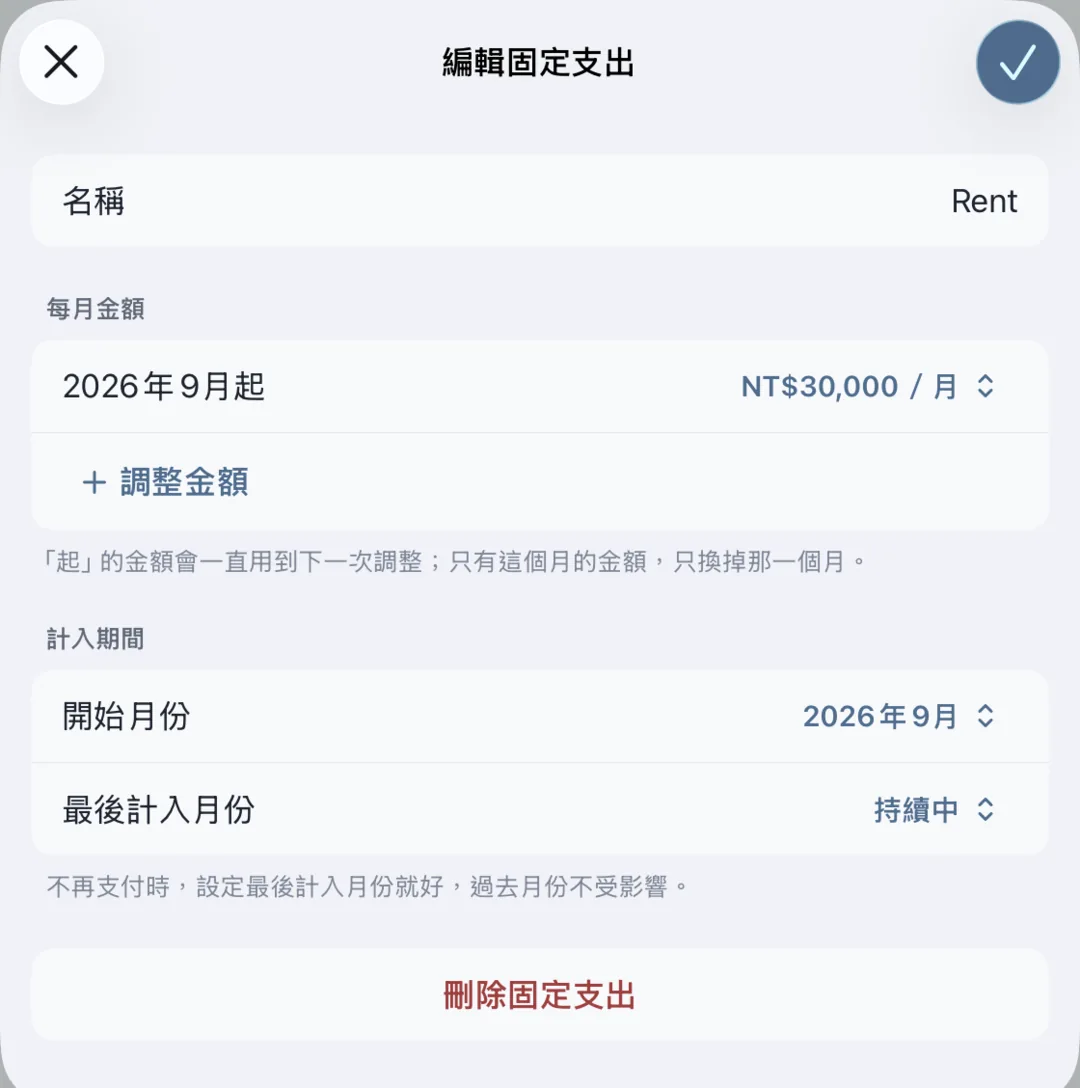 編輯固定支出
名稱 Rent
每月金額
2026年9月起 NT$30,000 / 月
+ 調整金額
「起」的金額會一直用到下一次調整；只有這個月的金額，只換掉那一個月。
計入期間
開始月份 2026年9月
最後計入月份 持續中
不再支付時，設定最後計入月份就好，過去月份不受影響。
刪除固定支出